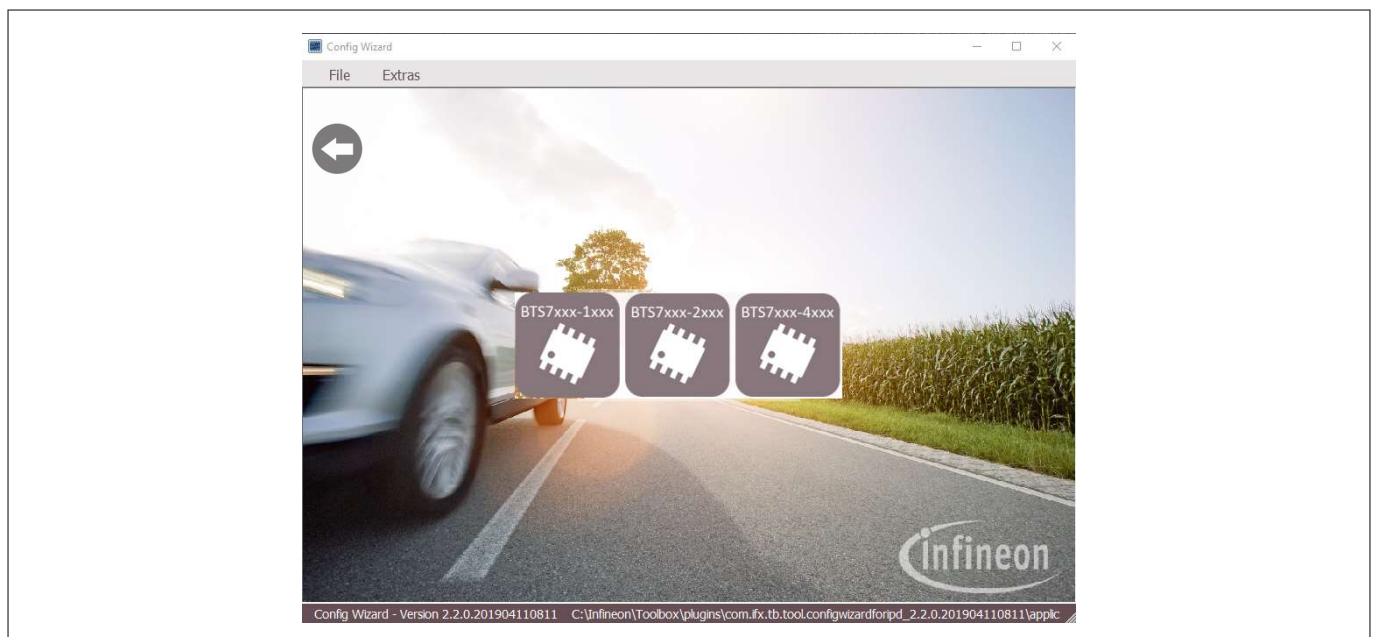 Config Wizard
File Extras
BTS7xxx-1xxx BTS7xxx-2xxx BTS7xxx-4xxx
infineon
Config Wizard - Version 2.2.0.201904110811 C:\Infineon\Toolbox\plugins\com.ifx.tb.tool.configwizardforipd_2.2.0.201904110811\applic